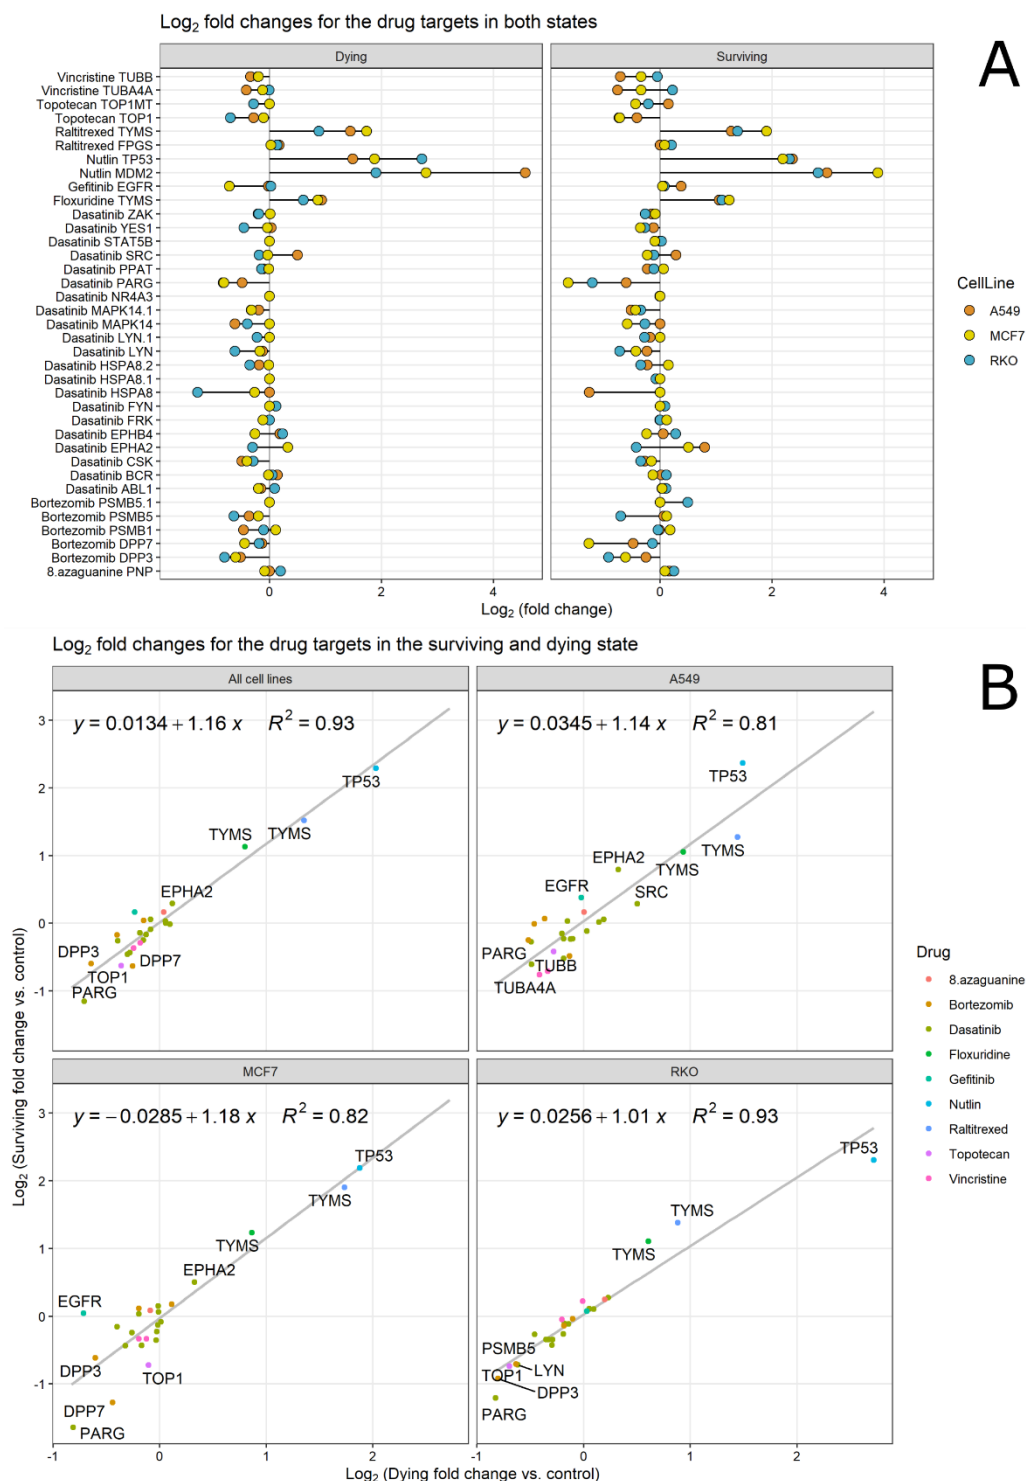 Log2 fold changes for the drug targets in both states
A
Dying
Surviving
Vincristine TUBB
Vincristine TUBA4A
Topotecan TOP1MT
Topotecan TOP1
Raltitrexed TYMS
Raltitrexed FPGS
Nutlin TP53
Nutlin MDM2
Gefitinib EGFR
Floxuridine TYMS
Dasatinib ZAK
Dasatinib YES1
Dasatinib STAT5B
Dasatinib SRC
Dasatinib PPAT
Dasatinib PARG
Dasatinib NR4A3
Dasatinib MAPK14.1
Dasatinib MAPK14
Dasatinib LYN.1
Dasatinib LYN
Dasatinib HSPA8.2
Dasatinib HSPA8.1
Dasatinib HSPA8
Dasatinib FYN
Dasatinib FRK
Dasatinib EPHB4
Dasatinib EPHA2
Dasatinib CSK
Dasatinib BCR
Dasatinib ABL1
Bortezomib PSMB5.1
Bortezomib PSMB5
Bortezomib PSMB1
Bortezomib DPP7
Bortezomib DPP3
8.azaguanine PNP
0 2 4 0 2 4
Log2 (fold change)
CellLine
A549
MCF7
RKO
Log2 fold changes for the drug targets in the surviving and dying state
B
All cell lines
y = 0.0134 + 1.16 x R2 = 0.93
TP53
TYMS TYMS
EPHA2
DPP3
DPP7
TOP1
PARG
A549
y = 0.0345 + 1.14 x R2 = 0.81
TP53
TYMS
TYMS
EPHA2
EGFR
SRC
PARG
TUBB
TUBA4A
MCF7
y = −0.0285 + 1.18 x R2 = 0.82
TP53
TYMS
TYMS
EPHA2
EGFR
DPP3
TOP1
DPP7
PARG
RKO
y = 0.0256 + 1.01 x R2 = 0.93
TP53
TYMS
TYMS
PSMB5
LYN
TOP1
DPP3
PARG
3
2
1
0
-1
3
2
1
0
-1
-1 0 1 2 -1 0 1 2
Log2 (Surviving fold change vs. control)
Log2 (Dying fold change vs. control)
Drug
8.azaguanine
Bortezomib
Dasatinib
Floxuridine
Gefitinib
Nutlin
Raltitrexed
Topotecan
Vincristine